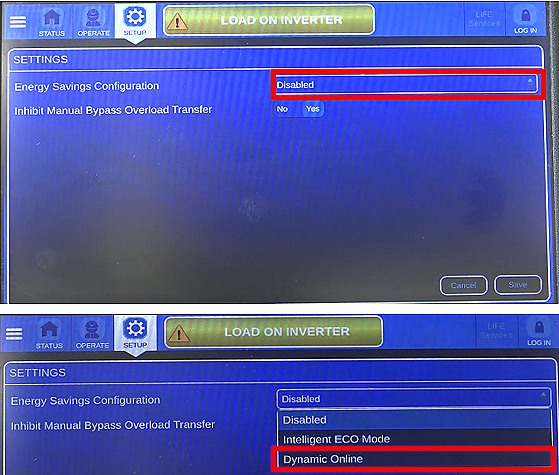 LOAD ON INVERTER
LIFE
Services
STATUS
OPERATE
SETUP
LOG IN
SETTINGS
Energy Savings Configuration
Disabled
Inhibit Manual Bypass Overload Transfer
No
Yes
Cancel
Save
LOAD ON INVERTER
LIFE
Services
STATUS
OPERATE
SETUP
LOG IN
SETTINGS
Energy Savings Configuration
Disabled
Inhibit Manual Bypass Overload Transfer
Disabled
Intelligent ECO Mode
Dynamic Online